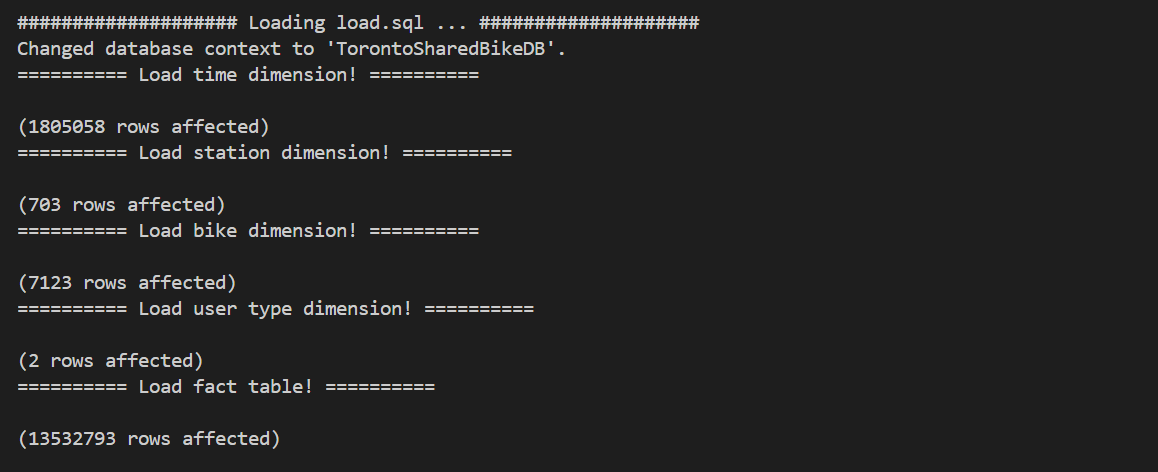 #################### Loading load.sql ... ####################
Changed database context to 'TorontoSharedBikeDB'.
========== Load time dimension! ==========
(1805058 rows affected)
========== Load station dimension! ==========
(703 rows affected)
========== Load bike dimension! ==========
(7123 rows affected)
========== Load user type dimension! ==========
(2 rows affected)
========== Load fact table! ==========
(13532793 rows affected)